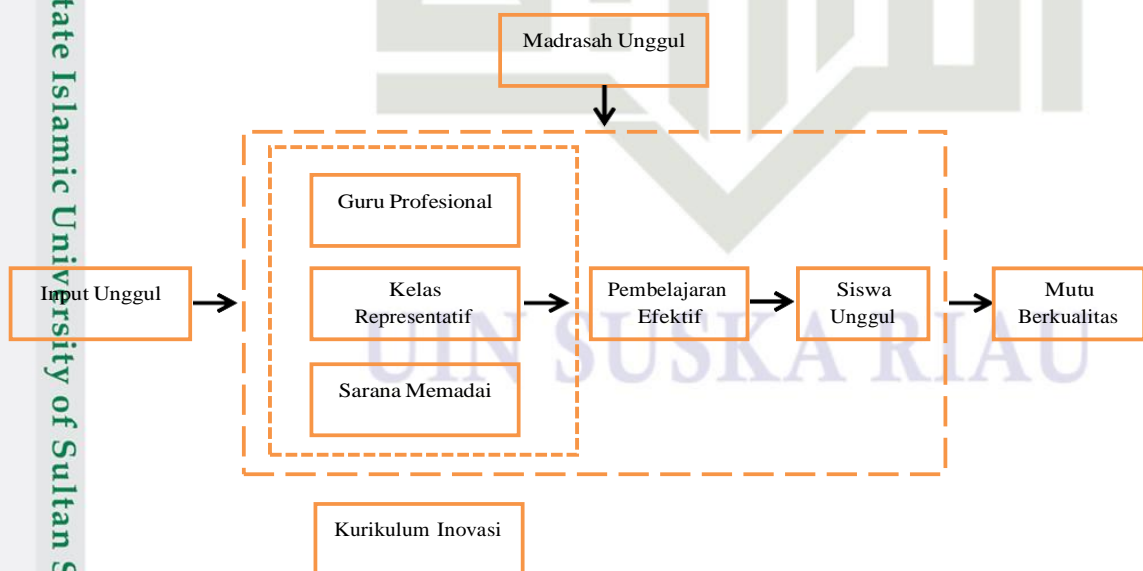 tate Islamic University of Sultan S
Madrasah Unggul
Guru Profesional
Input Unggul
Kelas
Representatif
Pembelajaran
Efektif
Siswa
Unggul
Mutu
Berkualitas
UIN SUSKA RIAU
Sarana Memadai
Kurikulum Inovasi